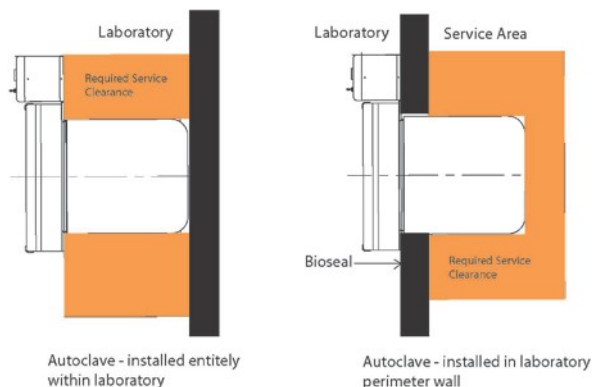 Laboratory
Required Service
Clearance
Autoclave - installed entitely
within laboratory
Laboratory
Service Area
Bioseal
Required Service
Clearance
Autoclave - installed in laboratory
perimeter wall